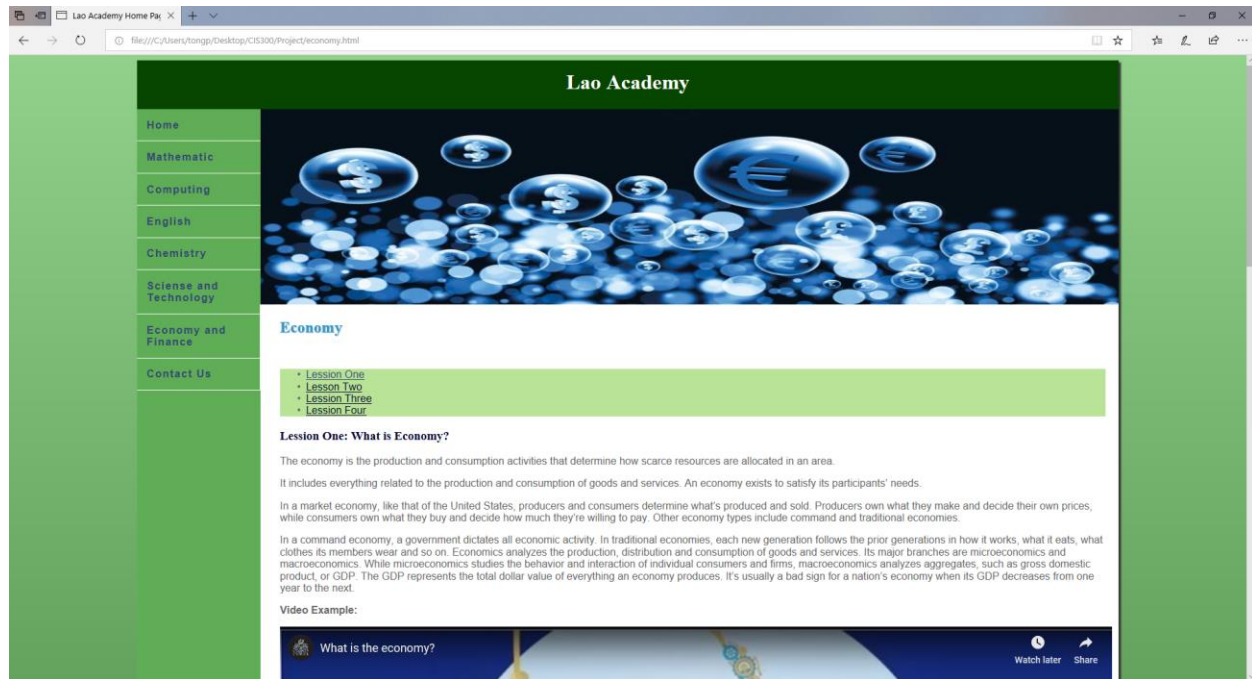 Lao Academy Home Pag
file:///C:/Users/tongp/Desktop/CIS300/Project/economy.html
Lao Academy
Home
Mathematic
Computing
English
Chemistry
Sciense and
Technology
Economy and
Finance
Contact Us
Economy
• Lession One
• Lesson Two
• Lession Three
• Lession Four
Lession One: What is Economy?
The economy is the production and consumption activities that determine how scarce resources are allocated in an area.
It includes everything related to the production and consumption of goods and services. An economy exists to satisfy its participants’ needs.
In a market economy, like that of the United States, producers and consumers determine what’s produced and sold. Producers own what they make and decide their own prices,
while consumers own what they buy and decide how much they’re willing to pay. Other economy types include command and traditional economies.
In a command economy, a government dictates all economic activity. In traditional economies, each new generation follows the prior generations in how it works, what it eats, what
clothes its members wear and so on. Economics analyzes the production, distribution and consumption of goods and services. Its major branches are microeconomics and
macroeconomics. While microeconomics studies the behavior and interaction of individual consumers and firms, macroeconomics analyzes aggregates, such as gross domestic
product, or GDP. The GDP represents the total dollar value of everything an economy produces. It’s usually a bad sign for a nation’s economy when its GDP decreases from one
year to the next.
Video Example:
What is the economy?
Watch later
Share